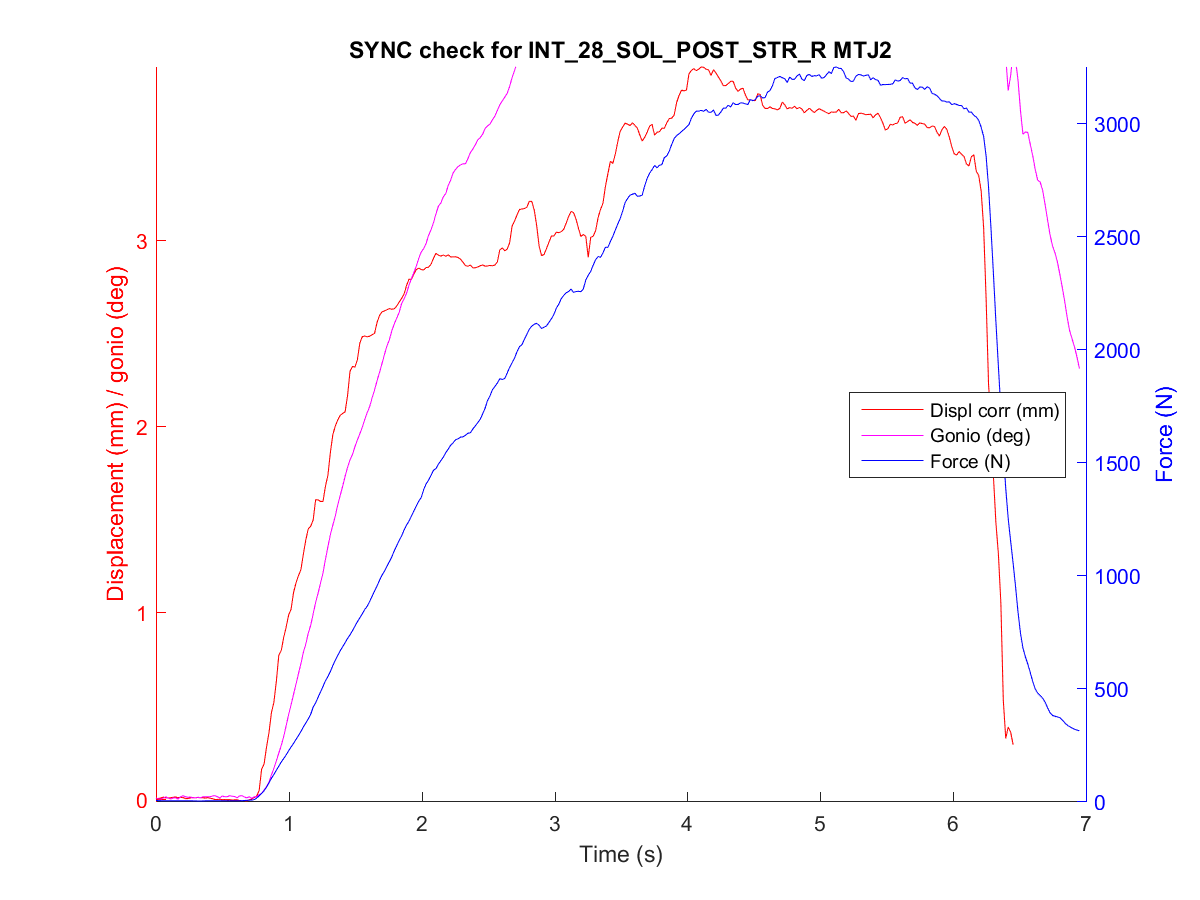 SYNC check for INT_28_SOL_POST_STR_R MTJ2
Displacement (mm) / gonio (deg)
3
2
1
0
3000
2500
2000
1500
1000
500
0
Force (N)
Displ corr (mm)
Gonio (deg)
Force (N)
0 1 2 3 4 5 6 7
Time (s)